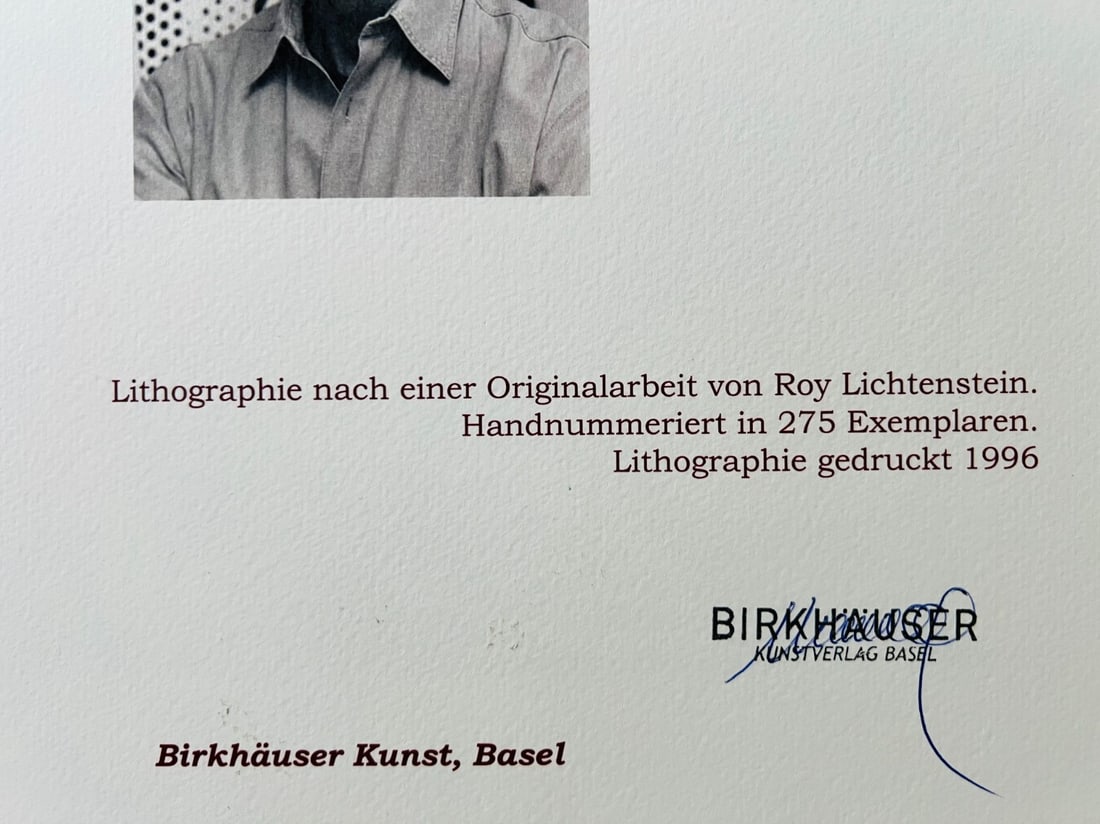 Lithographie nach einer Originalarbeit von Roy Lichtenstein.
Handnummeriert in 275 Exemplaren.
Lithographie gedruckt 1996
BIRKHÄUSER
KUNSTVERLAG BASEL
Birkhäuser Kunst, Basel